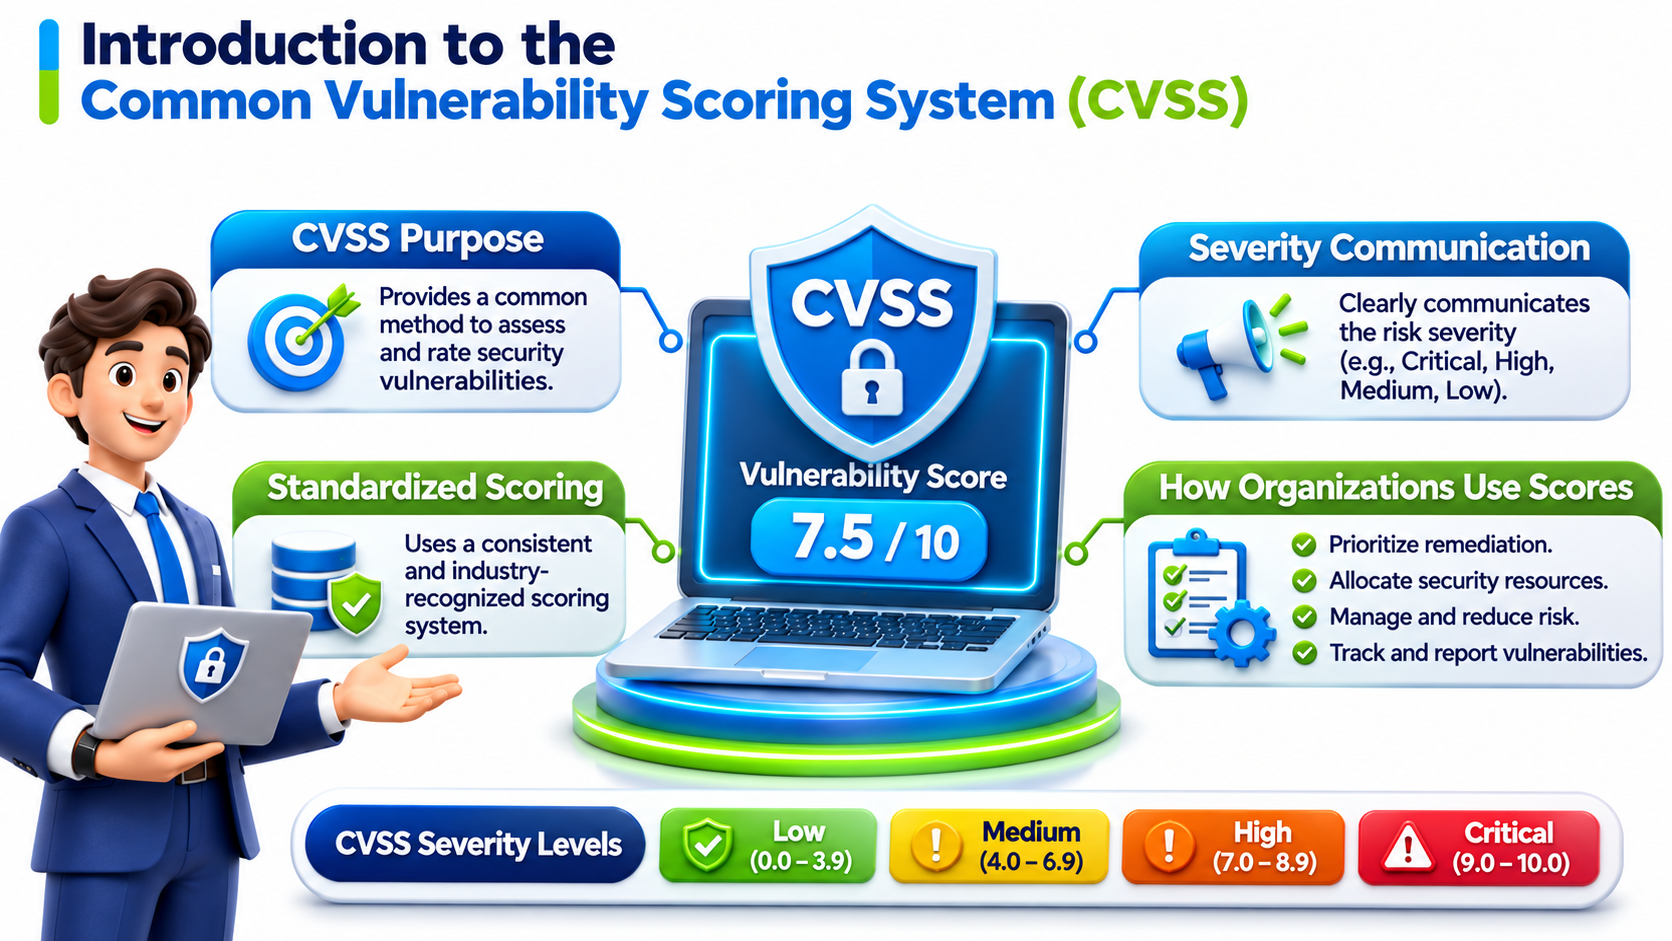 Introduction to the
Common Vulnerability Scoring System (CVSS)
CVSS Purpose
Provides a common
method to assess
and rate security
vulnerabilities.
Standardized Scoring
Uses a consistent
and industry-
recognized scoring
system.
CVSS
Vulnerability Score
7.5 / 10
Severity Communication
Clearly communicates
the risk severity
(e.g., Critical, High,
Medium, Low).
How Organizations Use Scores
Prioritize remediation.
Allocate security resources.
Manage and reduce risk.
Track and report vulnerabilities.
CVSS Severity Levels
Low
(0.0 – 3.9)
Medium
(4.0 – 6.9)
High
(7.0 – 8.9)
Critical
(9.0 – 10.0)